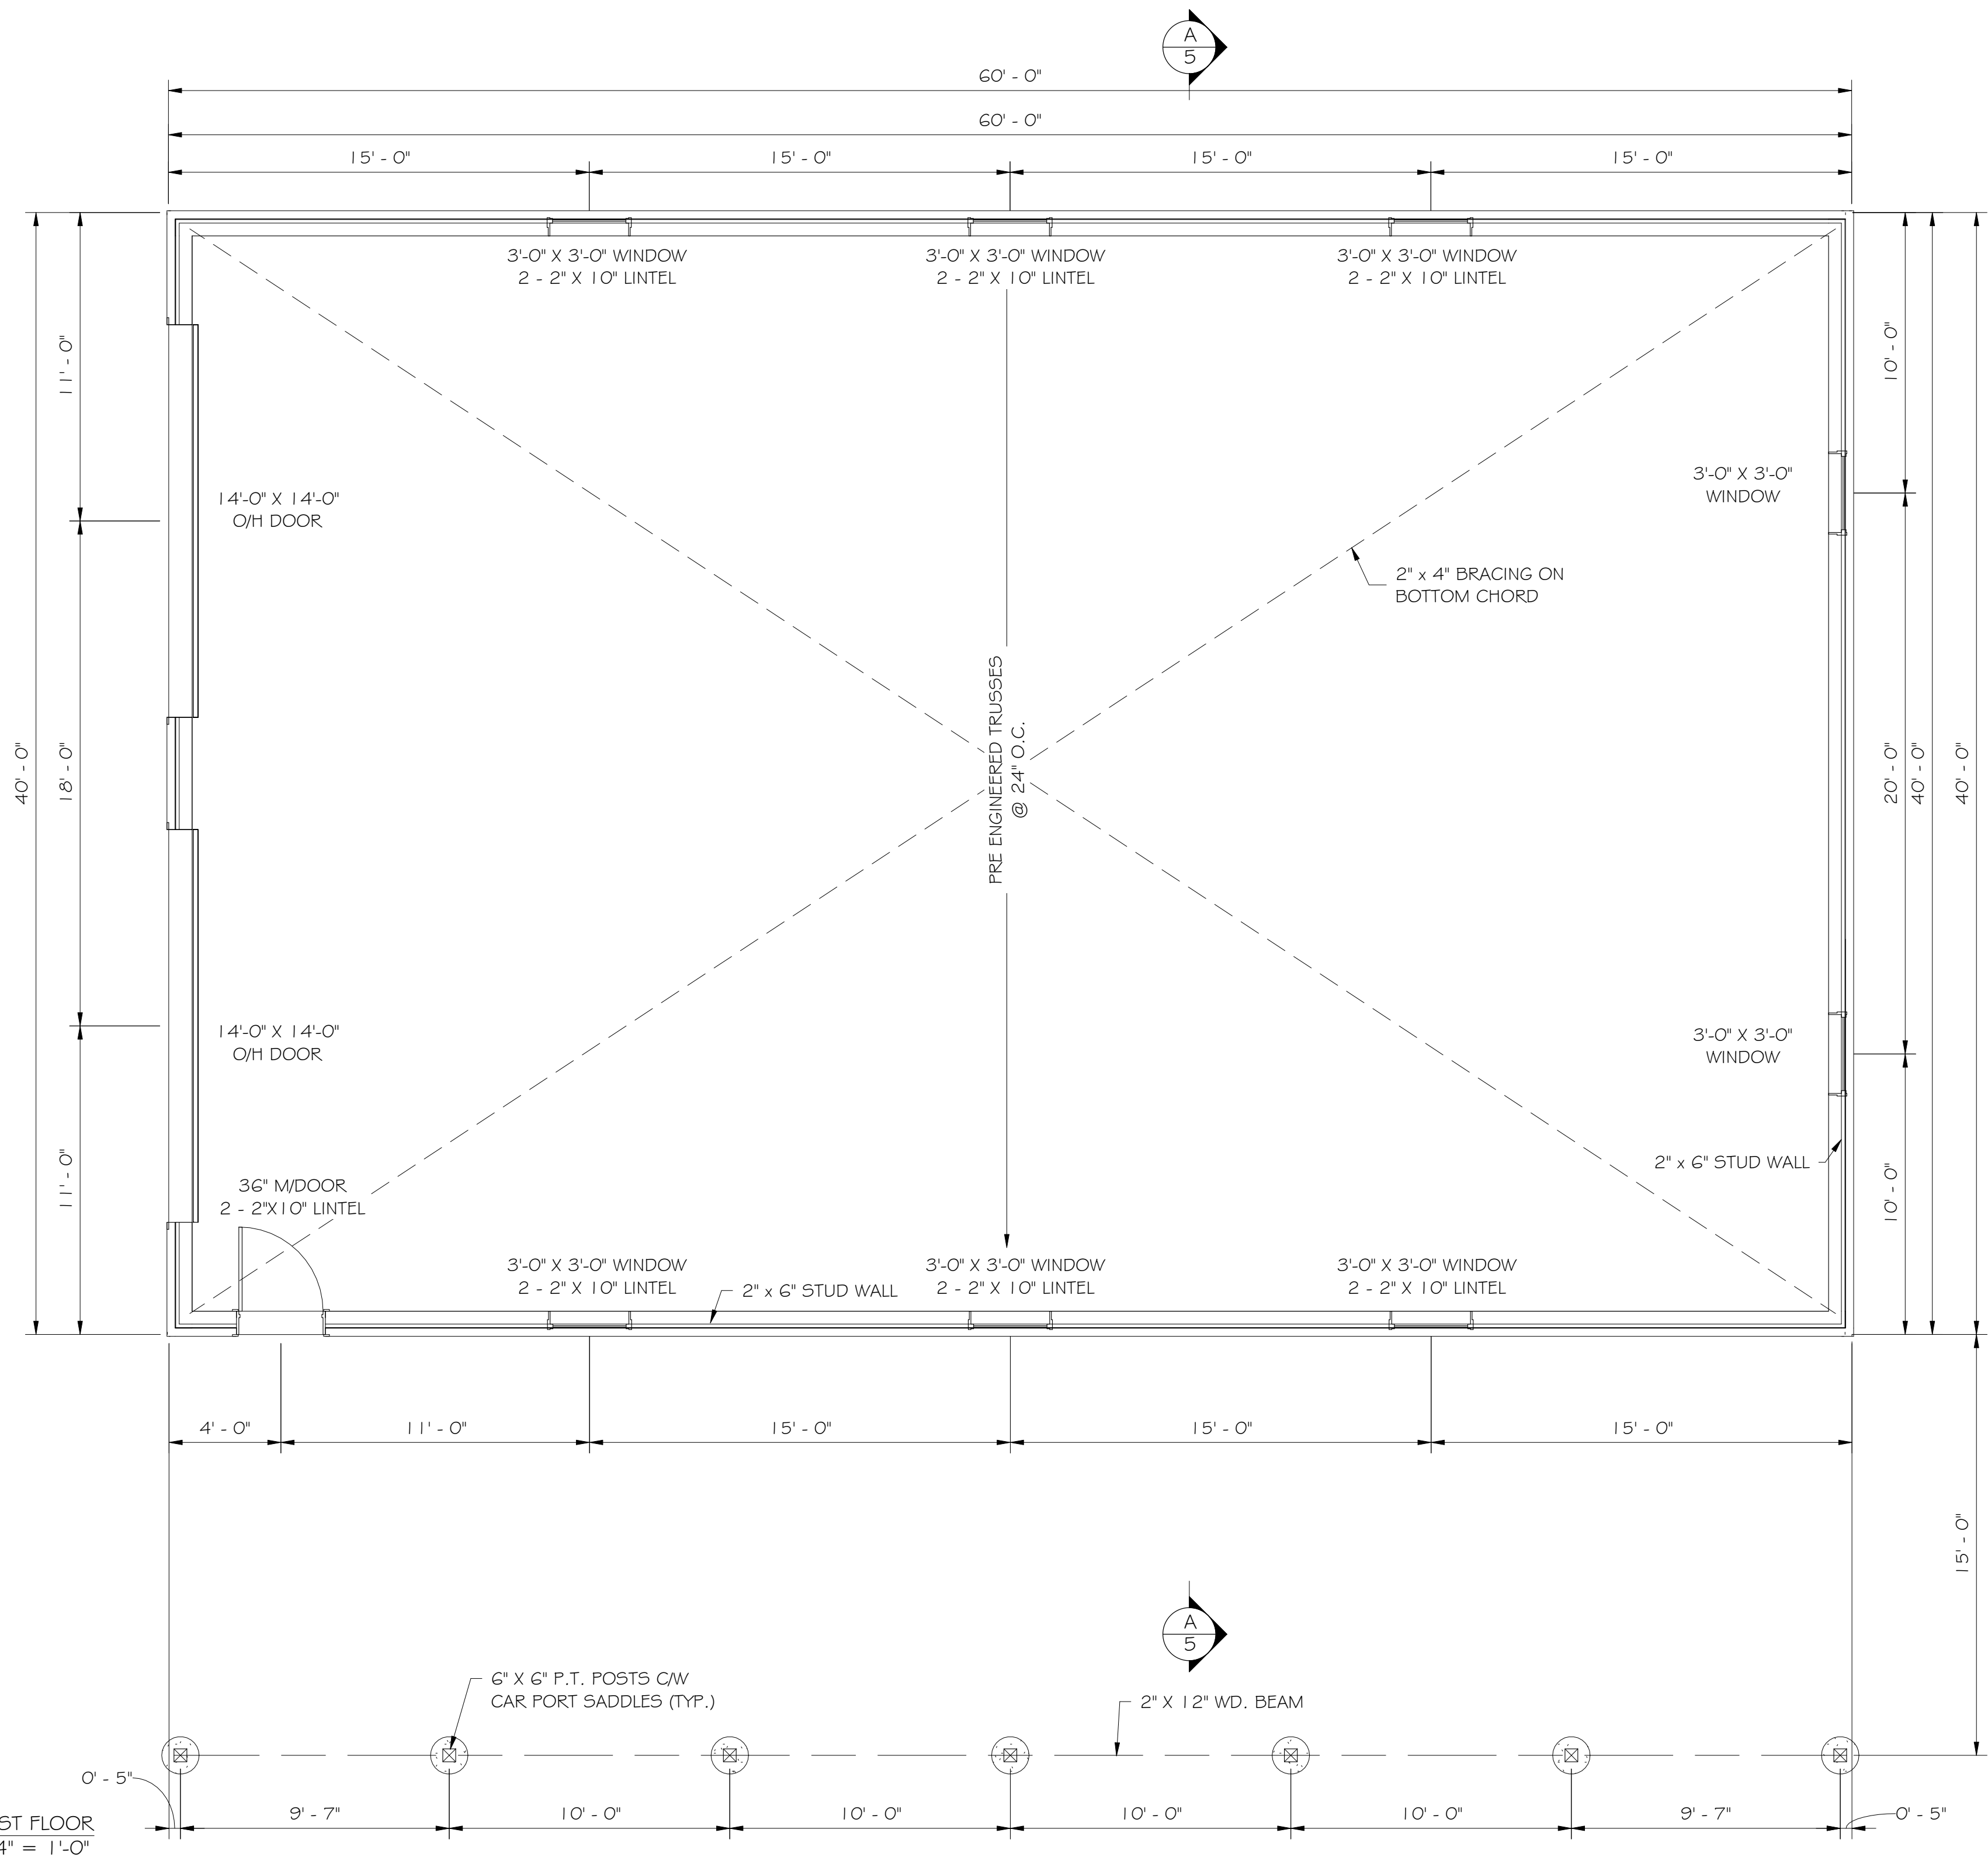 A
5
60' - 0"
60' - 0"
15' - 0"
15' - 0"
15' - 0"
15' - 0"
3'-0" X 3'-0" WINDOW
2 - 2" X 10" LINTEL
3'-0" X 3'-0" WINDOW
2 - 2" X 10" LINTEL
3'-0" X 3'-0" WINDOW
2 - 2" X 10" LINTEL
11' - 0"
10' - 0"
14'-0" X 14'-0"
O/H DOOR
3'-0" X 3'-0"
WINDOW
2" x 4" BRACING ON
BOTTOM CHORD
40' - 0"
18' - 0"
PRE ENGINEERED TRUSSES
@ 24" O.C.
20' - 0"
40' - 0"
40' - 0"
14'-0" X 14'-0"
O/H DOOR
3'-0" X 3'-0"
WINDOW
11' - 0"
36" M/DOOR
2 - 2"X10" LINTEL
2" x 6" STUD WALL
10' - 0"
3'-0" X 3'-0" WINDOW
2 - 2" X 10" LINTEL
2" x 6" STUD WALL
3'-0" X 3'-0" WINDOW
2 - 2" X 10" LINTEL
3'-0" X 3'-0" WINDOW
2 - 2" X 10" LINTEL
4' - 0"
11' - 0"
15' - 0"
15' - 0"
15' - 0"
15' - 0"
A
5
6" X 6" P.T. POSTS C/W
CAR PORT SADDLES (TYP.)
2" X 12" WD. BEAM
0' - 5"
9' - 7"
10' - 0"
10' - 0"
10' - 0"
10' - 0"
9' - 7"
0' - 5"
ST FLOOR
4" = 1'-0"